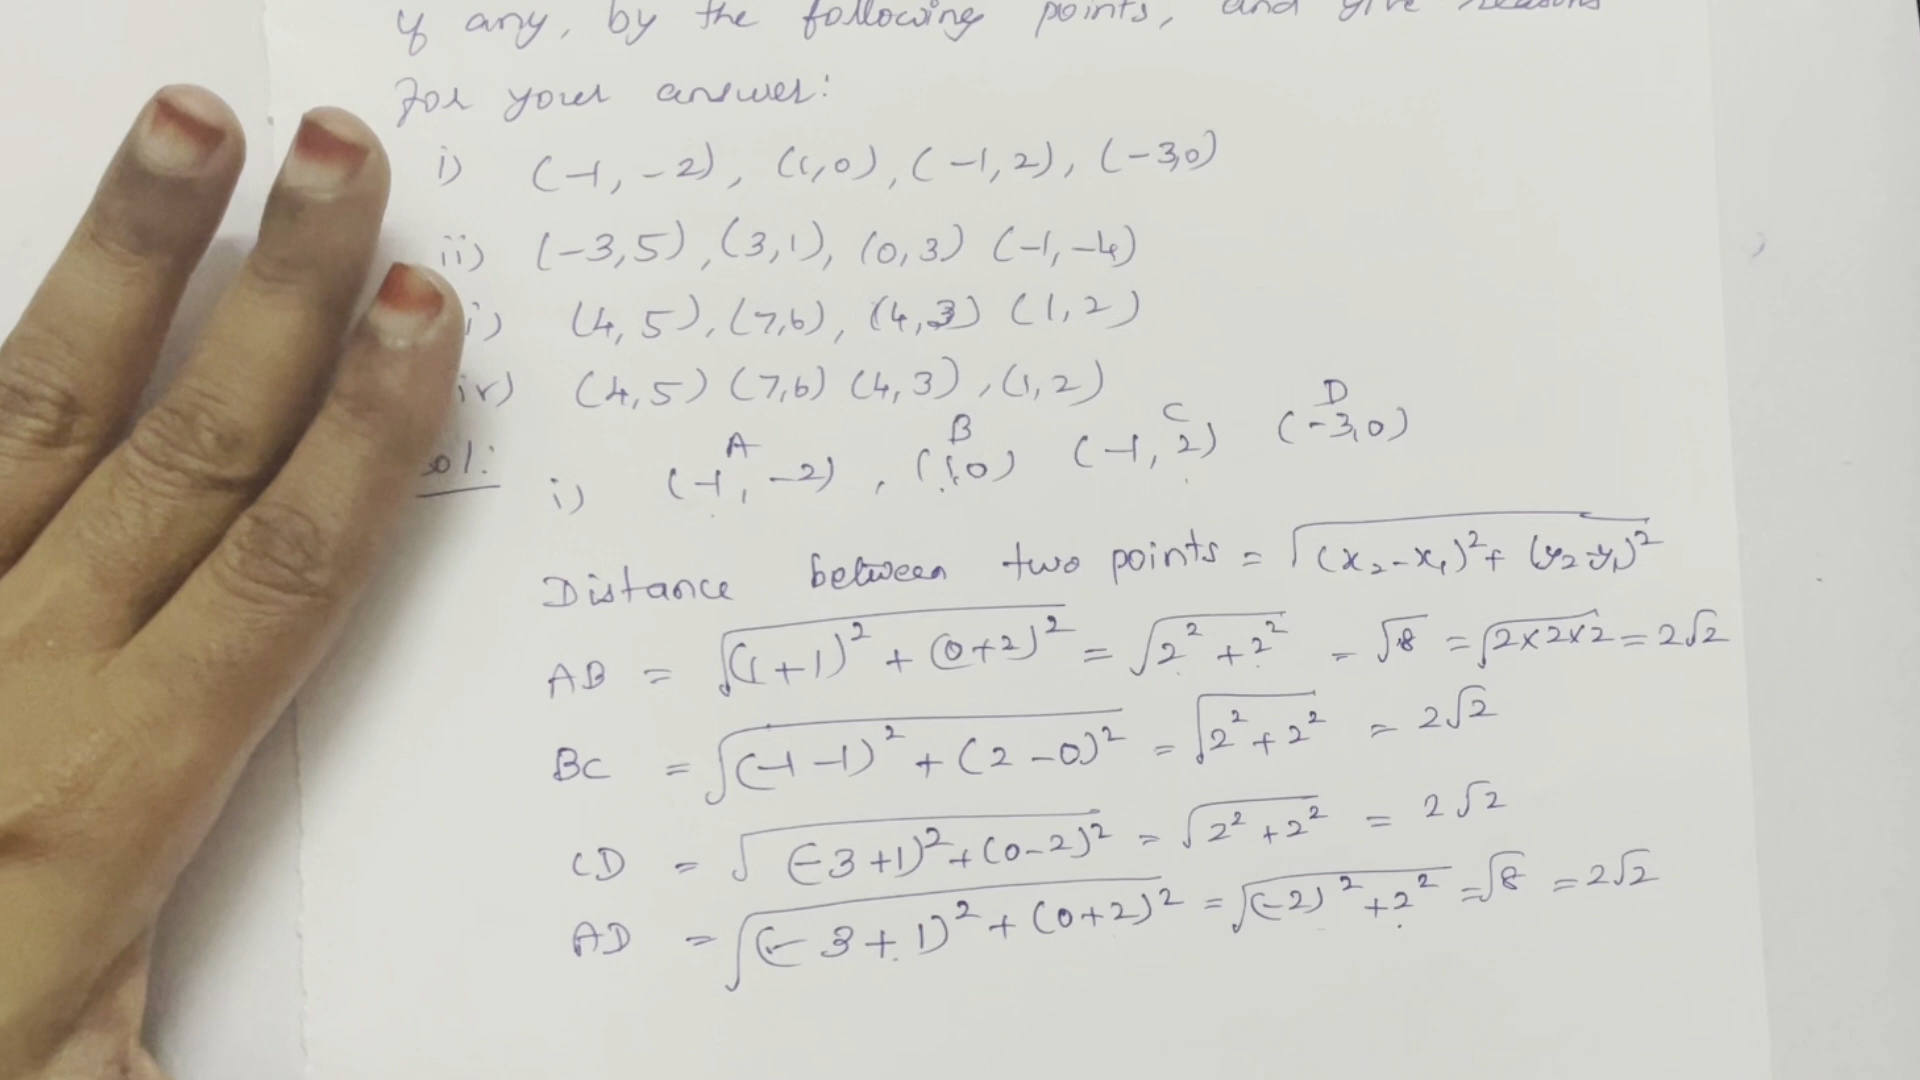 if any, by the following points, and give reasons
for your answer:
i) (-1, -2), (1,0), (-1,2), (-3,0)
ii) (-3,5), (3,1), (0,3) (-1,-4)
i) (4,5), (7,6), (4,3) (1,2)
iv) (4,5) (7,6) (4,3), (1,2)
A B C D
ol: i) (-1, -2), (1,0) (-1, 2) (-3,0)
Distance between two points = √(x₂-x₁)²+ (y₂-y₁)²
AB = √(1+1)² + (0+2)² = √2² + 2² = √8 = √2×2×2 = 2√2
BC = √(-1-1)² + (2-0)² = √2² + 2² = 2√2
CD = √(-3+1)² + (0-2)² = √2² + 2² = 2√2
AD = √(-3+1)² + (0+2)² = √(-2)² + 2² = √8 = 2√2